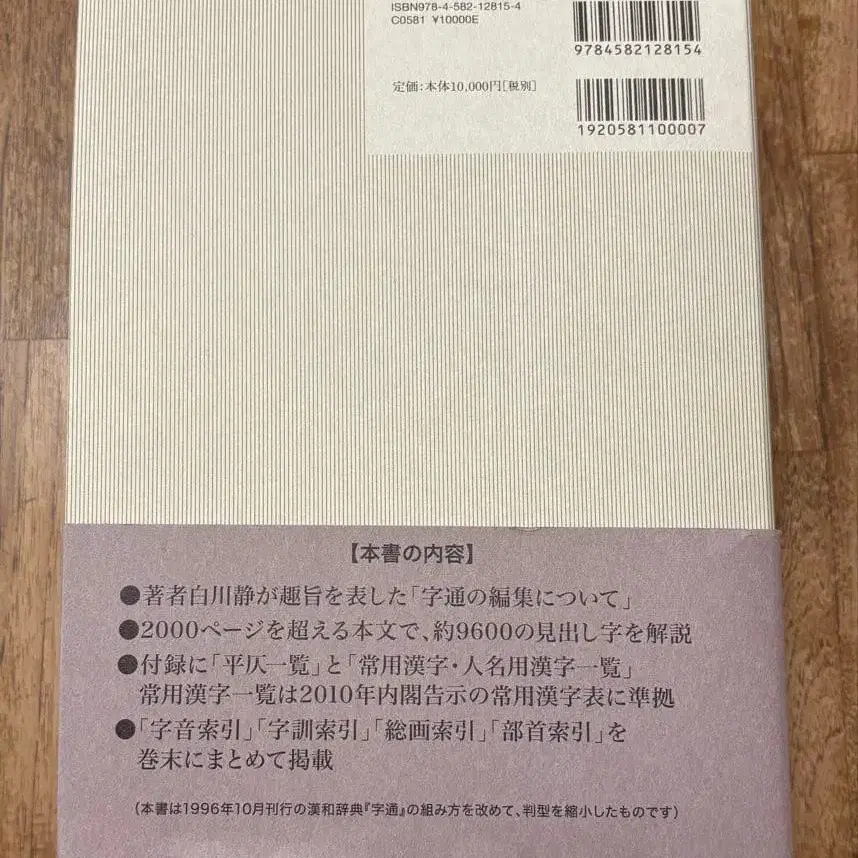 ISBN978-4-582-12815-4
C0581 ¥10000E
9784582128154
定価:本体10,000円[税別]
1920581100007
【本書の内容】
●著者白川静が趣旨を表した「字通の編集について」
●2000ページを超える本文で、約9600の見出し字を解説
●付録に「平仄一覧」と「常用漢字・人名用漢字一覧」
常用漢字一覧は2010年内閣告示の常用漢字表に準拠
●「字音索引」「字訓索引」「総画索引」「部首索引」を
巻末にまとめて掲載
(本書は1996年10月刊行の漢和辞典『字通』の組み方を改めて、判型を縮小したものです)